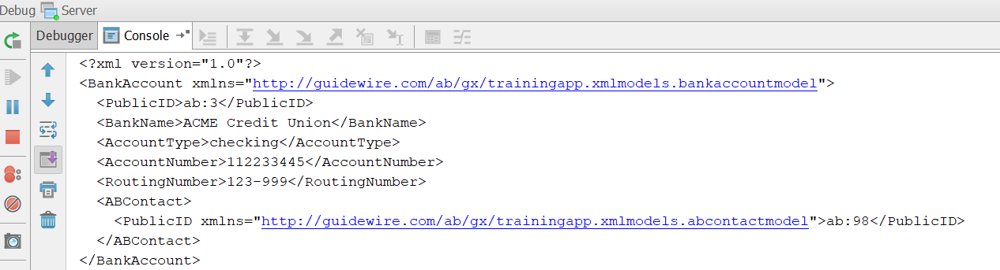 Debug Server
Debugger Console
<?xml version="1.0"?>
<BankAccount xmlns="http://guidewire.com/ab/gx/trainingapp.xmlmodels.bankaccountmodel">
  <PublicID>ab:3</PublicID>
  <BankName>ACME Credit Union</BankName>
  <AccountType>checking</AccountType>
  <AccountNumber>112233445</AccountNumber>
  <RoutingNumber>123-999</RoutingNumber>
  <ABContact>
    <PublicID xmlns="http://guidewire.com/ab/gx/trainingapp.xmlmodels.abcontactmodel">ab:98</PublicID>
  </ABContact>
</BankAccount>